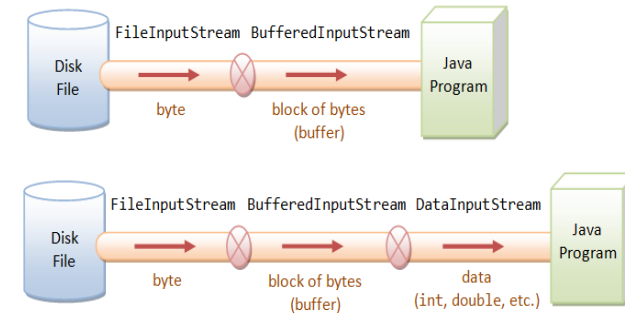 FileInputStream BufferedInputStream
Disk
File
Java
Program
byte
block of bytes
(buffer)
FileInputStream BufferedInputStream DataInputStream
Disk
File
Java
Program
byte
block of bytes
(buffer)
data
(int, double, etc.)